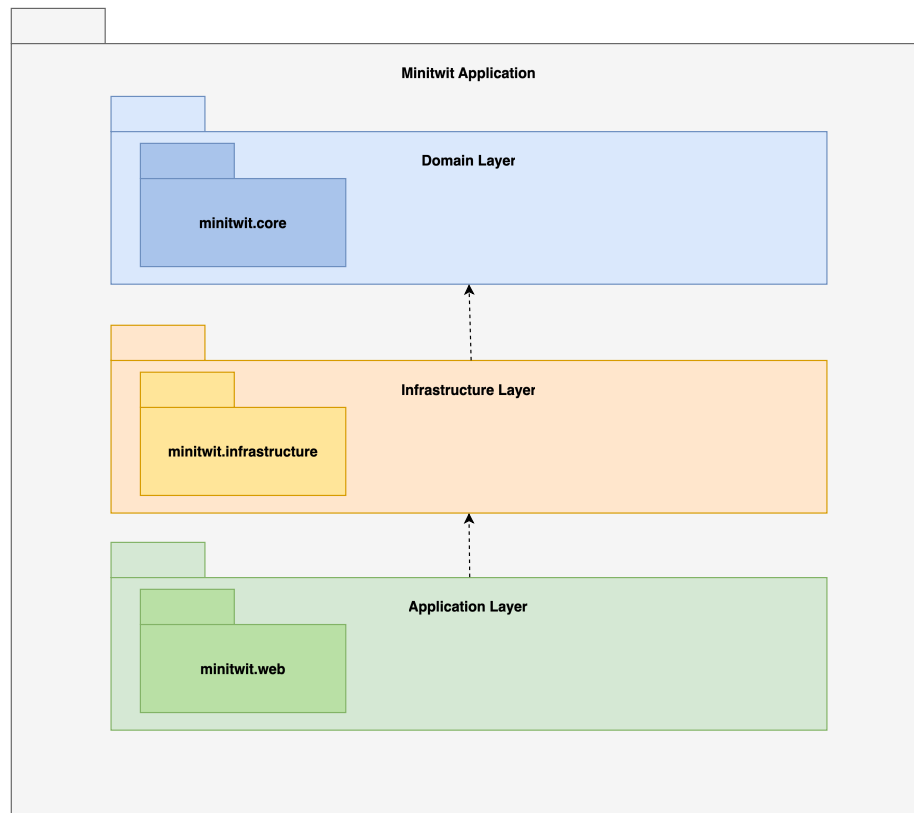 Minitwit Application
Domain Layer
minitwit.core
Infrastructure Layer
minitwit.infrastructure
Application Layer
minitwit.web